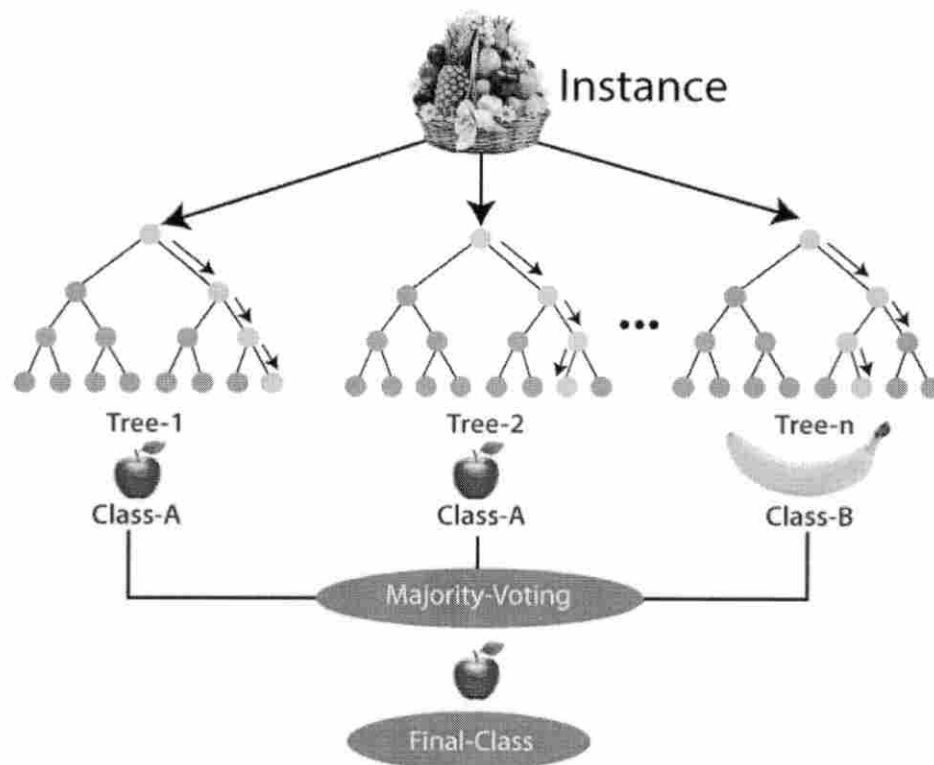 Instance
Tree-1
Tree-2
Tree-n
Class-A
Class-A
Class-B
Majority-Voting
Final-Class